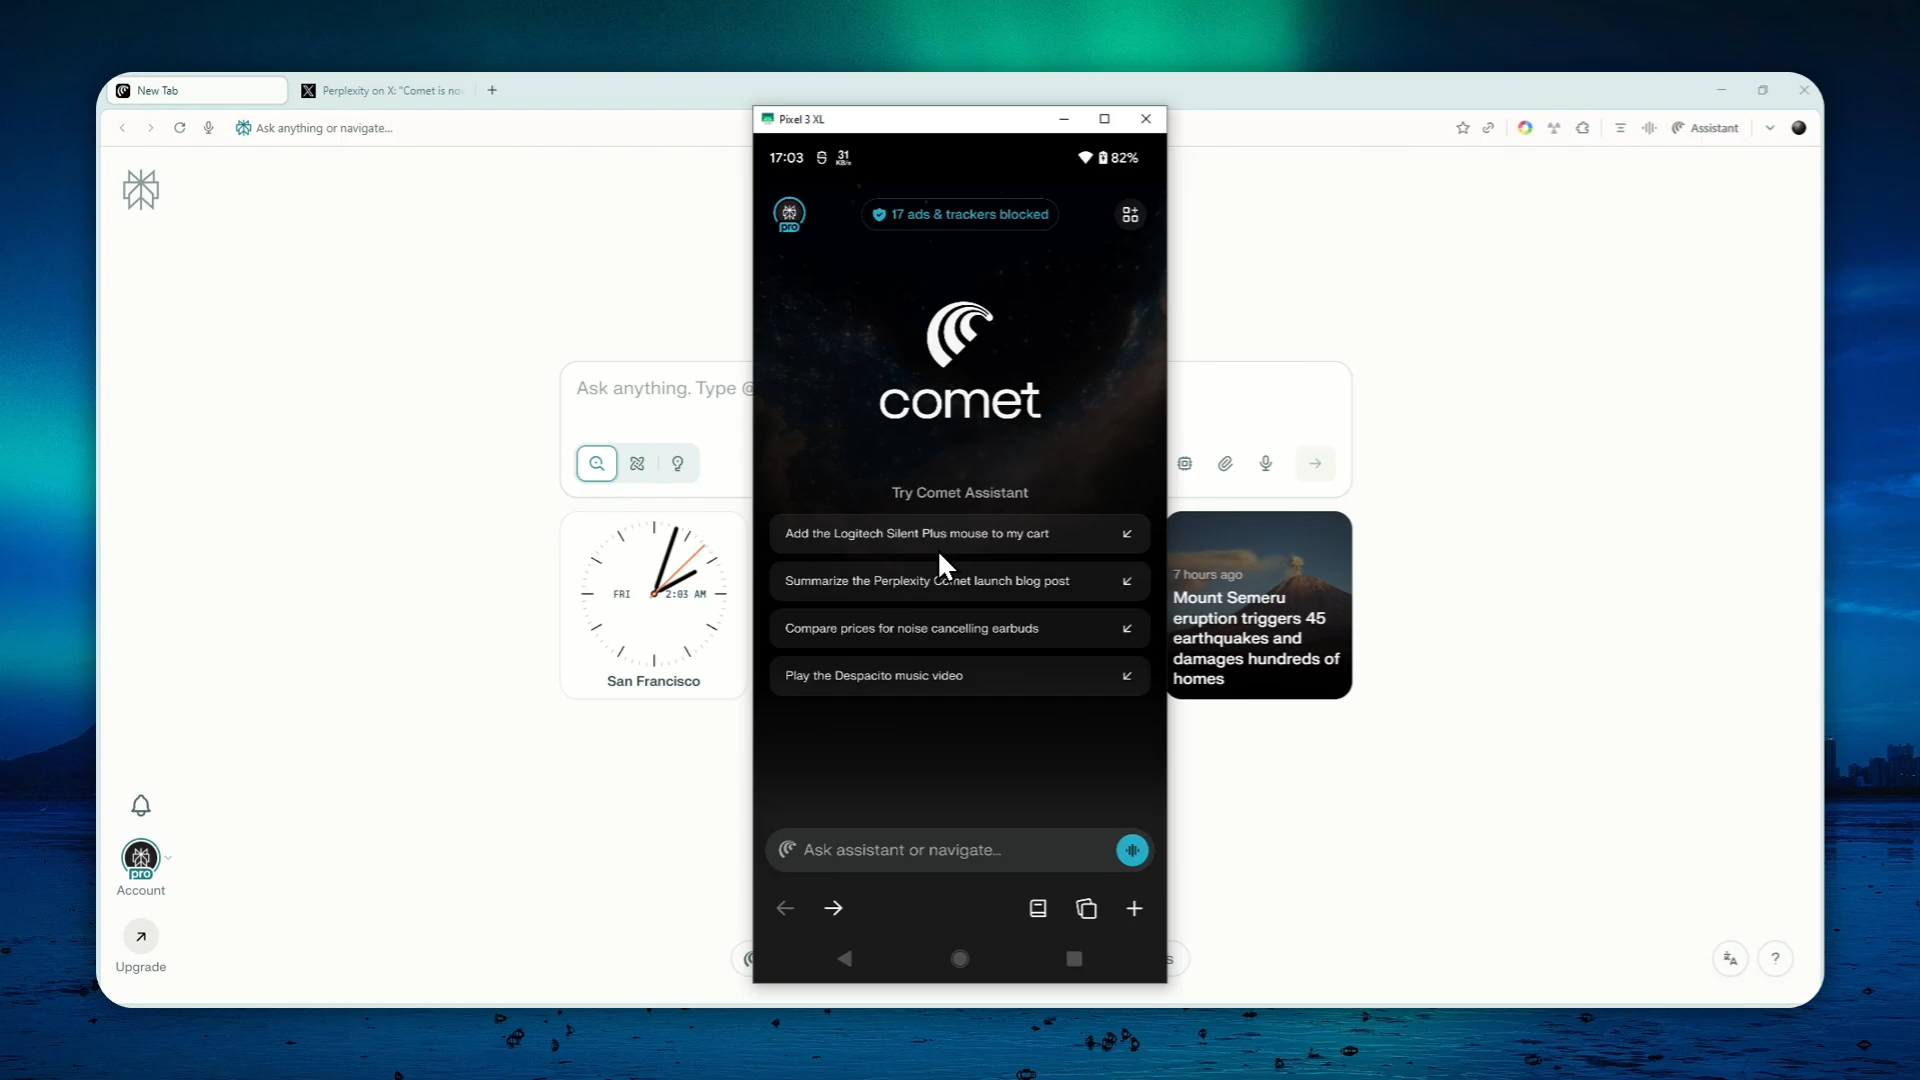 New Tab
Perplexity on X: "Comet is no
Ask anything or navigate...
Assistant
Pixel 3 XL
17:03
31
KB/s
82%
pro
17 ads & trackers blocked
comet
Ask anything. Type @
Try Comet Assistant
Add the Logitech Silent Plus mouse to my cart
Summarize the Perplexity Comet launch blog post
Compare prices for noise cancelling earbuds
Play the Despacito music video
FRI
2:03 AM
San Francisco
7 hours ago
Mount Semeru
eruption triggers 45
earthquakes and
damages hundreds of
homes
Ask assistant or navigate...
pro
Account
Upgrade
s
?